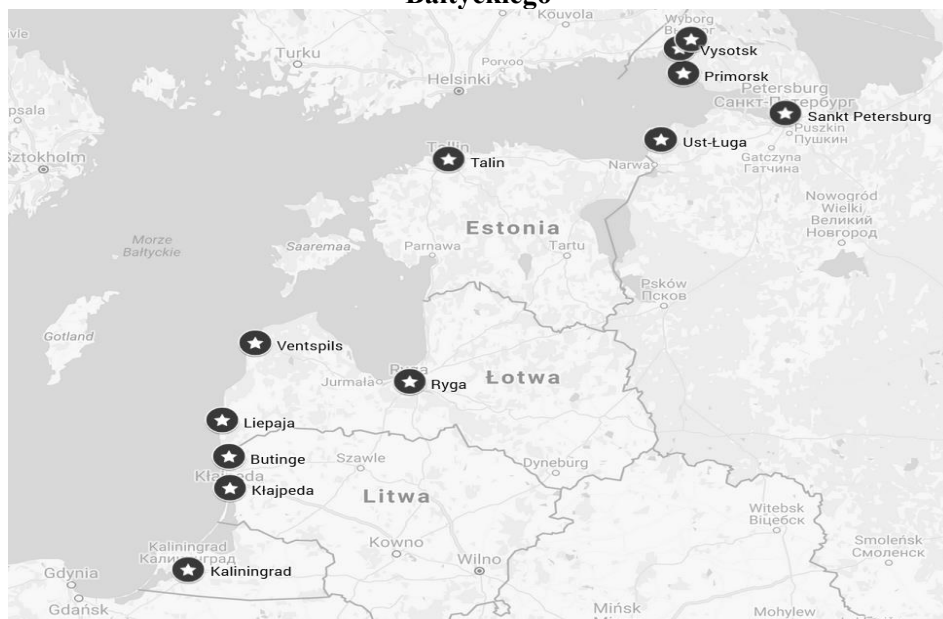 Bałtyckiego
Kouvola
Wyborg
Turku
Porvoo
Vysotsk
Helsinki
Primorsk
Petersburg
Санкт-Петербург
Sankt Petersburg
Puszkin
Пушкин
Ust-Ługa
Gatczyna
Гатчина
Sztokholm
Tallin
Talin
Narwa
Nowogród
Wielki
Великий
Новгород
Estonia
Morze
Bałtyckie
Saaremaa
Parnawa
Tartu
Psków
Псков
Gotland
Ventspils
Ryga
Jurmała
Ryga
Łotwa
Liepaja
Butinge
Szawle
Dyneburg
Kłajpeda
Kłajpeda
Litwa
Witebsk
Віцебск
Kaliningrad
Калининград
Kowno
Wilno
Smoleńsk
Смоленск
Kaliningrad
Gdynia
Gdańsk
Mińsk
Mohylew